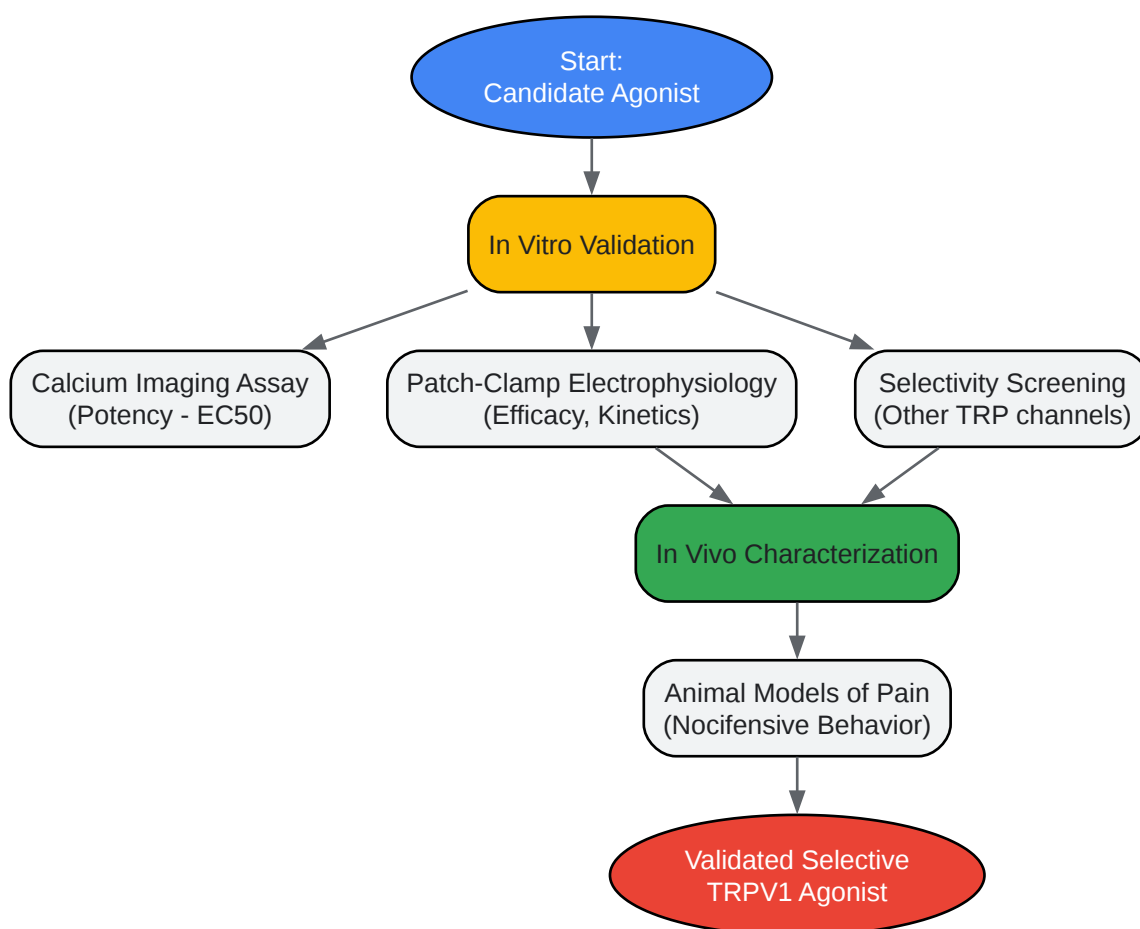 Start:
Candidate Agonist
In Vitro Validation
Calcium Imaging Assay
(Potency - EC50)
Patch-Clamp Electrophysiology
(Efficacy, Kinetics)
Selectivity Screening
(Other TRP channels)
In Vivo Characterization
Animal Models of Pain
(Nocifensive Behavior)
Validated Selective
TRPV1 Agonist